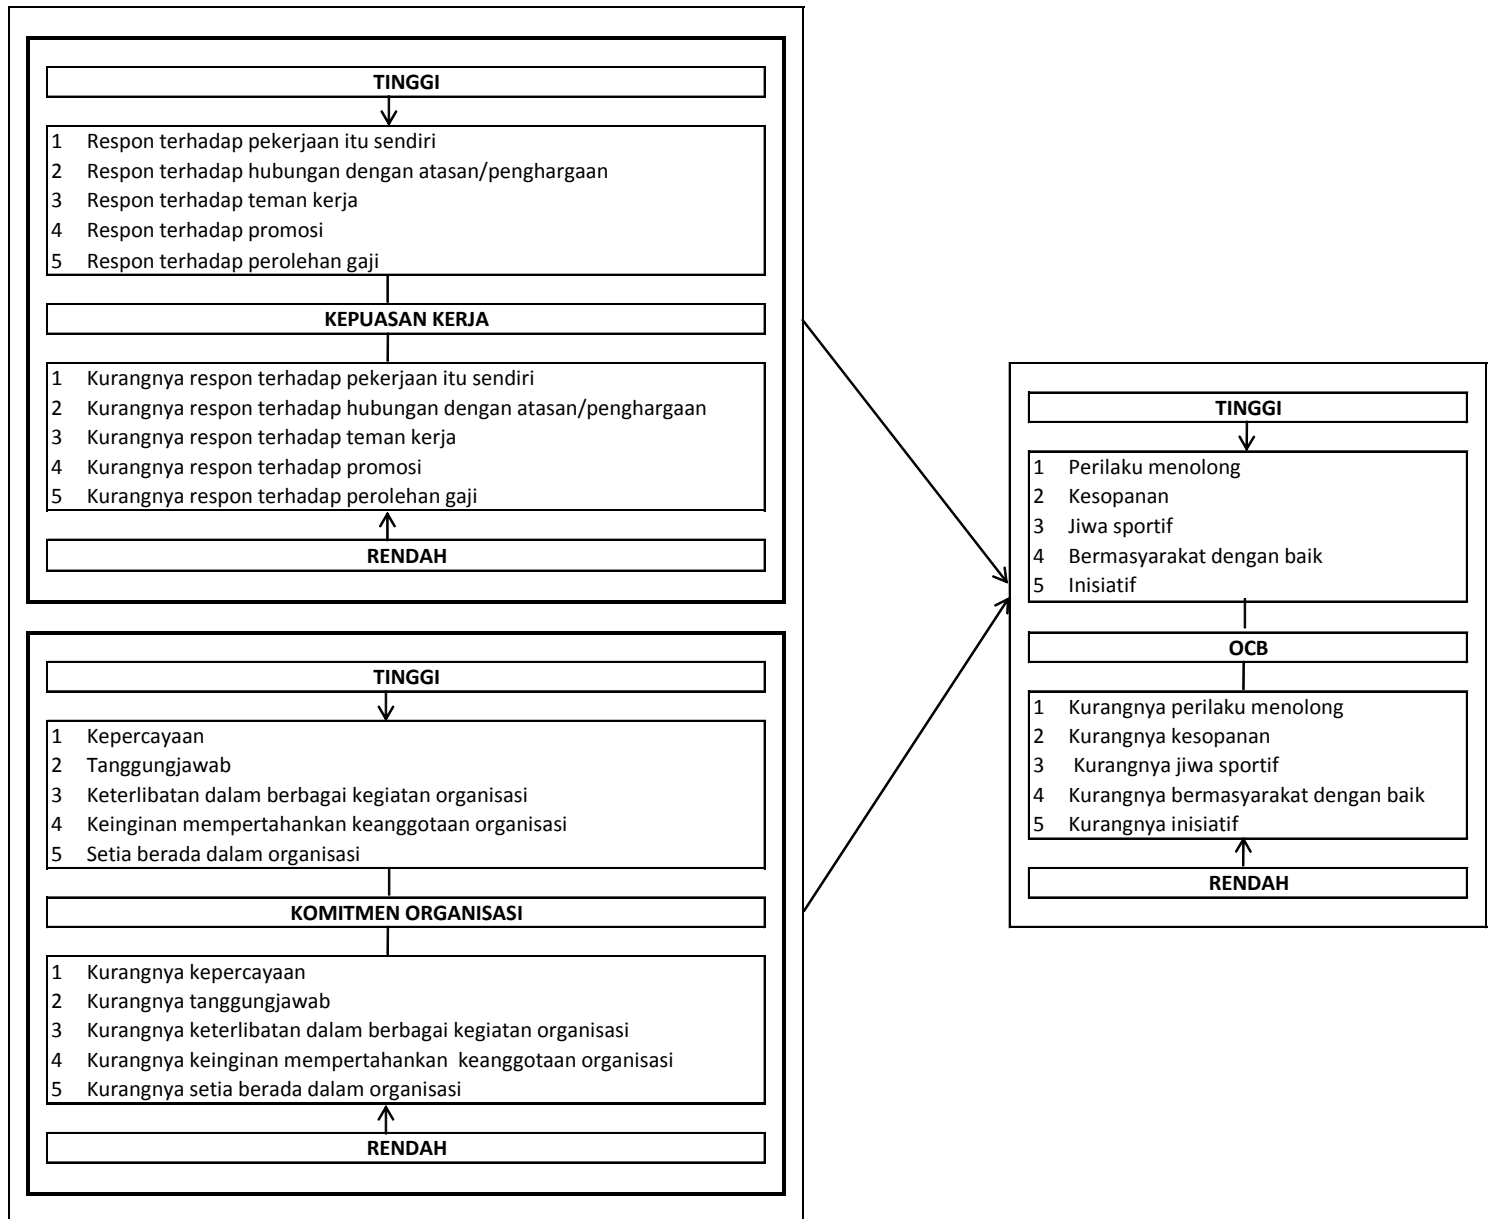 TINGGI
1 Respon terhadap pekerjaan itu sendiri
2 Respon terhadap hubungan dengan atasan/penghargaan
3 Respon terhadap teman kerja
4 Respon terhadap promosi
5 Respon terhadap perolehan gaji
KEPUASAN KERJA
1 Kurangnya respon terhadap pekerjaan itu sendiri
2 Kurangnya respon terhadap hubungan dengan atasan/penghargaan
3 Kurangnya respon terhadap teman kerja
4 Kurangnya respon terhadap promosi
5 Kurangnya respon terhadap perolehan gaji
RENDAH
TINGGI
1 Kepercayaan
2 Tanggungjawab
3 Keterlibatan dalam berbagai kegiatan organisasi
4 Keinginan mempertahankan keanggotaan organisasi
5 Setia berada dalam organisasi
KOMITMEN ORGANISASI
1 Kurangnya kepercayaan
2 Kurangnya tanggungjawab
3 Kurangnya keterlibatan dalam berbagai kegiatan organisasi
4 Kurangnya keinginan mempertahankan keanggotaan organisasi
5 Kurangnya setia berada dalam organisasi
RENDAH
TINGGI
1 Perilaku menolong
2 Kesopanan
3 Jiwa sportif
4 Bermasyarakat dengan baik
5 Inisiatif
OCB
1 Kurangnya perilaku menolong
2 Kurangnya kesopanan
3 Kurangnya jiwa sportif
4 Kurangnya bermasyarakat dengan baik
5 Kurangnya inisiatif
RENDAH